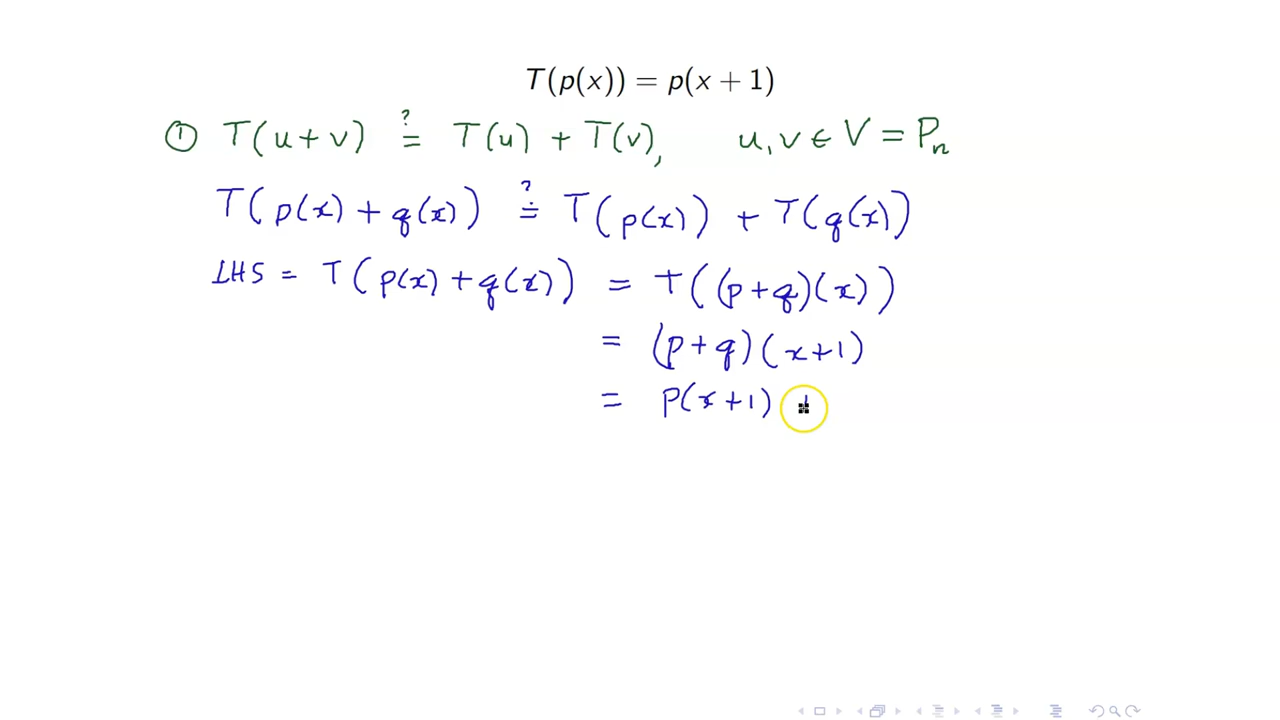 T(p(x)) = p(x + 1)
① T(u+v) ≟ T(u) + T(v), u,v ∈ V = Pₙ
T(p(x) + q(x)) ≟ T(p(x)) + T(q(x))
LHS = T(p(x) + q(x)) = T((p+q)(x))
= (p+q)(x+1)
= P(x+1) +